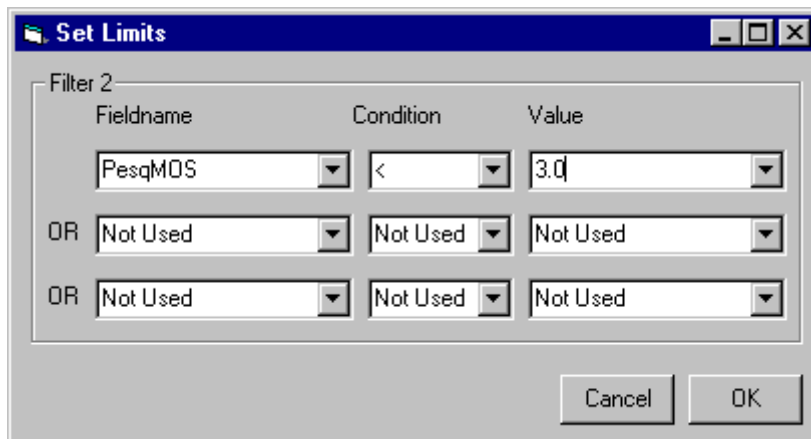 Set Limits
Filter 2
Fieldname Condition Value
PesqMOS < 3.0
OR Not Used Not Used Not Used
OR Not Used Not Used Not Used
Cancel OK